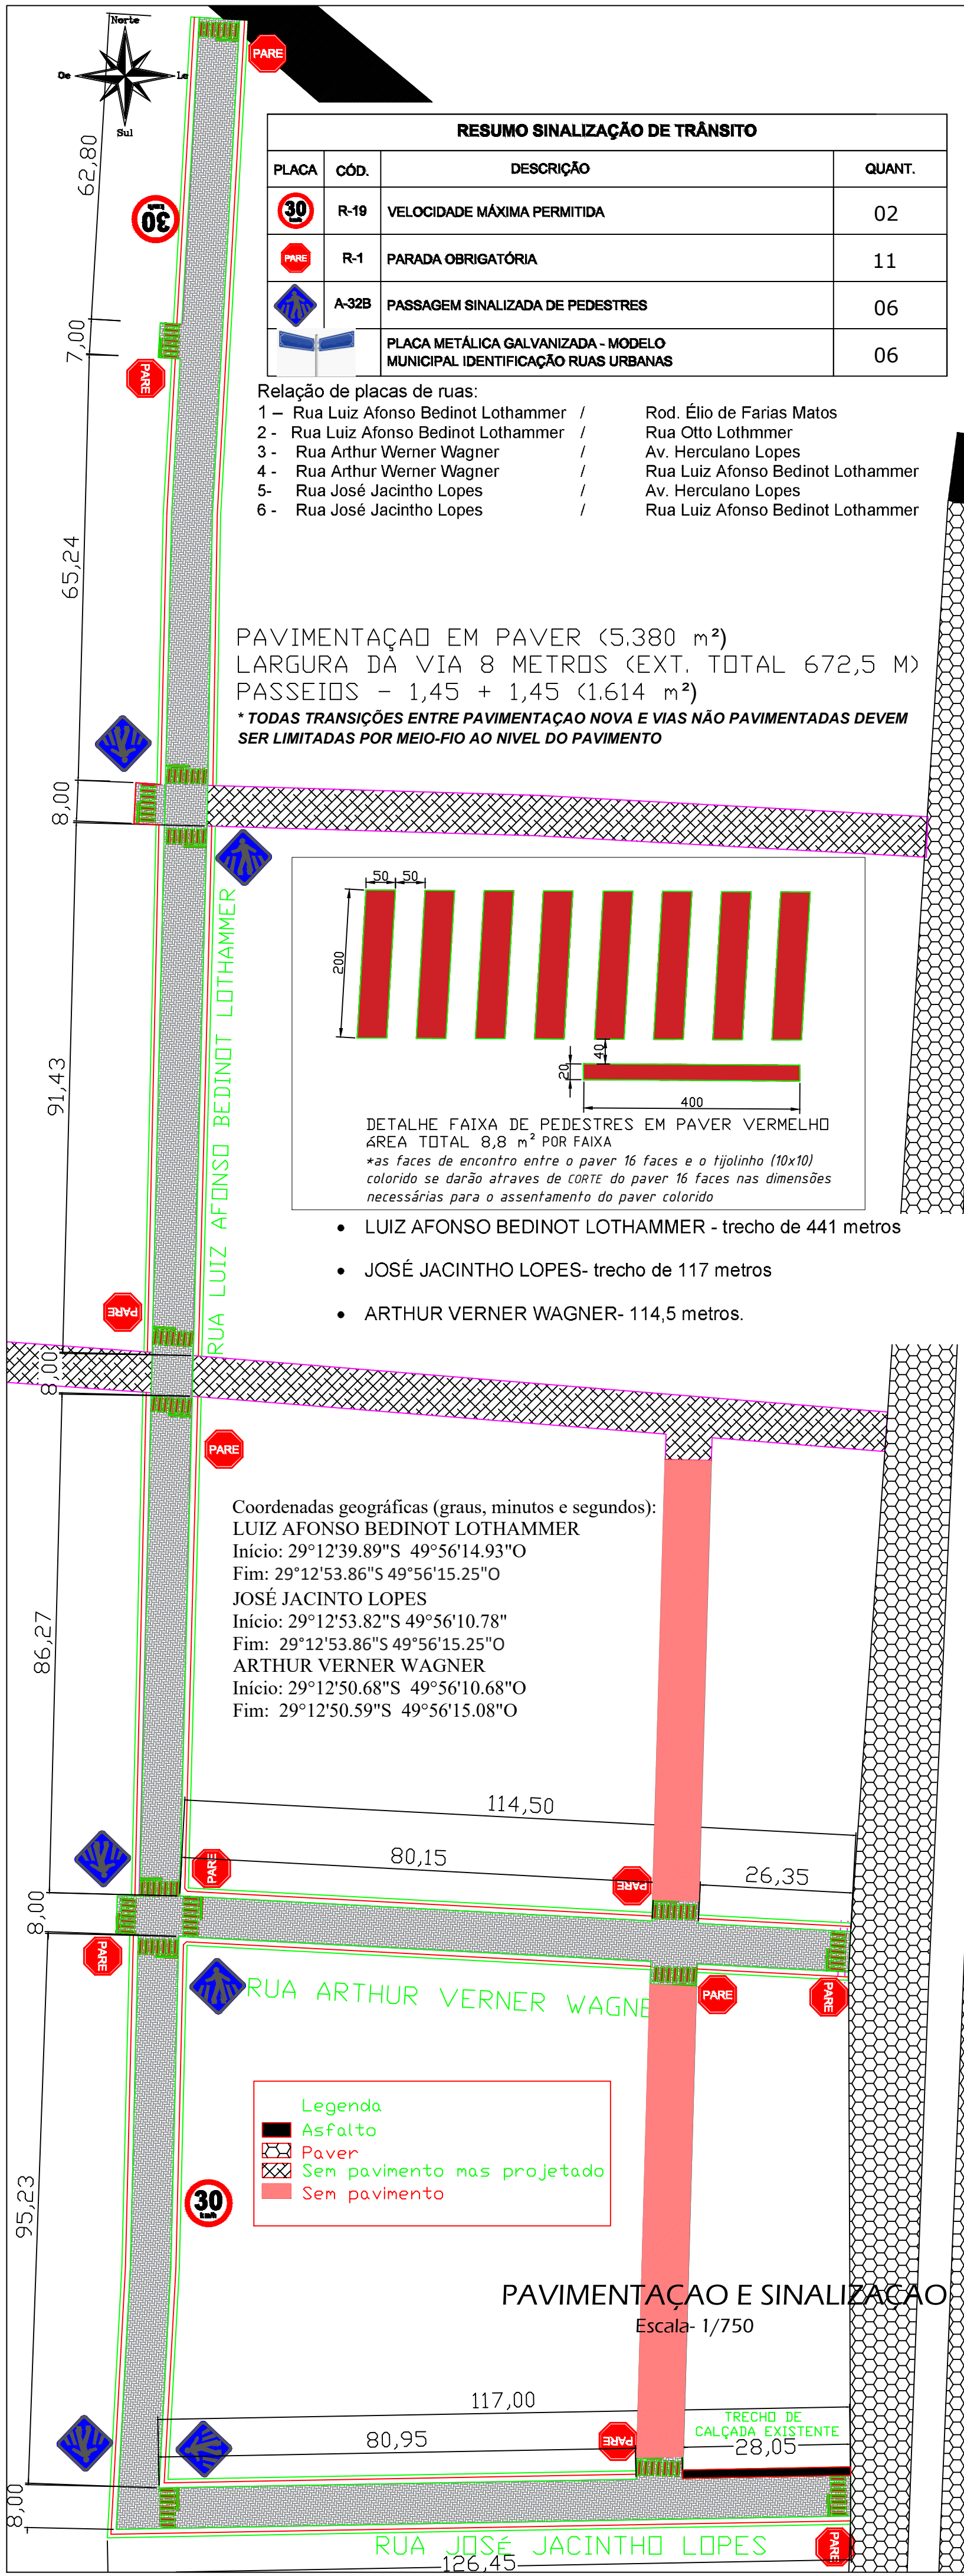 Norte
Oe
Le
Sul
PARE
62,80
30
km/h
7,00
PARE
65,24
RESUMO SINALIZAÇÃO DE TRÂNSITO
PLACA CÓD. DESCRIÇÃO QUANT.
30 km/h R-19 VELOCIDADE MÁXIMA PERMITIDA 02
PARE R-1 PARADA OBRIGATÓRIA 11
A-32B PASSAGEM SINALIZADA DE PEDESTRES 06
PLACA METÁLICA GALVANIZADA - MODELO
MUNICIPAL IDENTIFICAÇÃO RUAS URBANAS 06
Relação de placas de ruas:
1 – Rua Luiz Afonso Bedinot Lothammer / Rod. Élio de Farias Matos
2 - Rua Luiz Afonso Bedinot Lothammer / Rua Otto Lothmmer
3 - Rua Arthur Werner Wagner / Av. Herculano Lopes
4 - Rua Arthur Werner Wagner / Rua Luiz Afonso Bedinot Lothammer
5- Rua José Jacintho Lopes / Av. Herculano Lopes
6 - Rua José Jacintho Lopes / Rua Luiz Afonso Bedinot Lothammer
PAVIMENTAÇAO EM PAVER (5.380 m²)
LARGURA DA VIA 8 METROS (EXT. TOTAL 672,5 M)
PASSEIOS - 1,45 + 1,45 (1.614 m²)
* TODAS TRANSIÇÕES ENTRE PAVIMENTAÇAO NOVA E VIAS NÃO PAVIMENTADAS DEVEM
SER LIMITADAS POR MEIO-FIO AO NIVEL DO PAVIMENTO
8,00
91,43
RUA LUIZ AFONSO BEDINOT LOTHAMMER
50 50
200
40
20
400
DETALHE FAIXA DE PEDESTRES EM PAVER VERMELHO
ÁREA TOTAL 8,8 m² POR FAIXA
*as faces de encontro entre o paver 16 faces e o tijolinho (10x10)
colorido se darão atraves de CORTE do paver 16 faces nas dimensões
necessárias para o assentamento do paver colorido
• LUIZ AFONSO BEDINOT LOTHAMMER - trecho de 441 metros
• JOSÉ JACINTHO LOPES- trecho de 117 metros
• ARTHUR VERNER WAGNER- 114,5 metros.
PARE
8,00
PARE
86,27
Coordenadas geográficas (graus, minutos e segundos):
LUIZ AFONSO BEDINOT LOTHAMMER
Início: 29°12'39.89"S 49°56'14.93"O
Fim: 29°12'53.86"S 49°56'15.25"O
JOSÉ JACINTO LOPES
Início: 29°12'53.82"S 49°56'10.78"
Fim: 29°12'53.86"S 49°56'15.25"O
ARTHUR VERNER WAGNER
Início: 29°12'50.68"S 49°56'10.68"O
Fim: 29°12'50.59"S 49°56'15.08"O
114,50
80,15
26,35
PARE
PARE
8,00
PARE
RUA ARTHUR VERNER WAGNE
PARE
PARE
95,23
Legenda
Asfalto
Paver
Sem pavimento mas projetado
Sem pavimento
30
km/h
PAVIMENTAÇAO E SINALIZAÇAO
Escala- 1/750
117,00
80,95
PARE
TRECHO DE
CALÇADA EXISTENTE
28,05
8,00
RUA JOSÉ JACINTHO LOPES
PARE
126,45